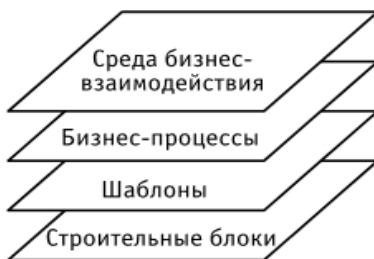 Среда бизнес-
взаимодействия
Бизнес-процессы
Шаблоны
Строительные блоки